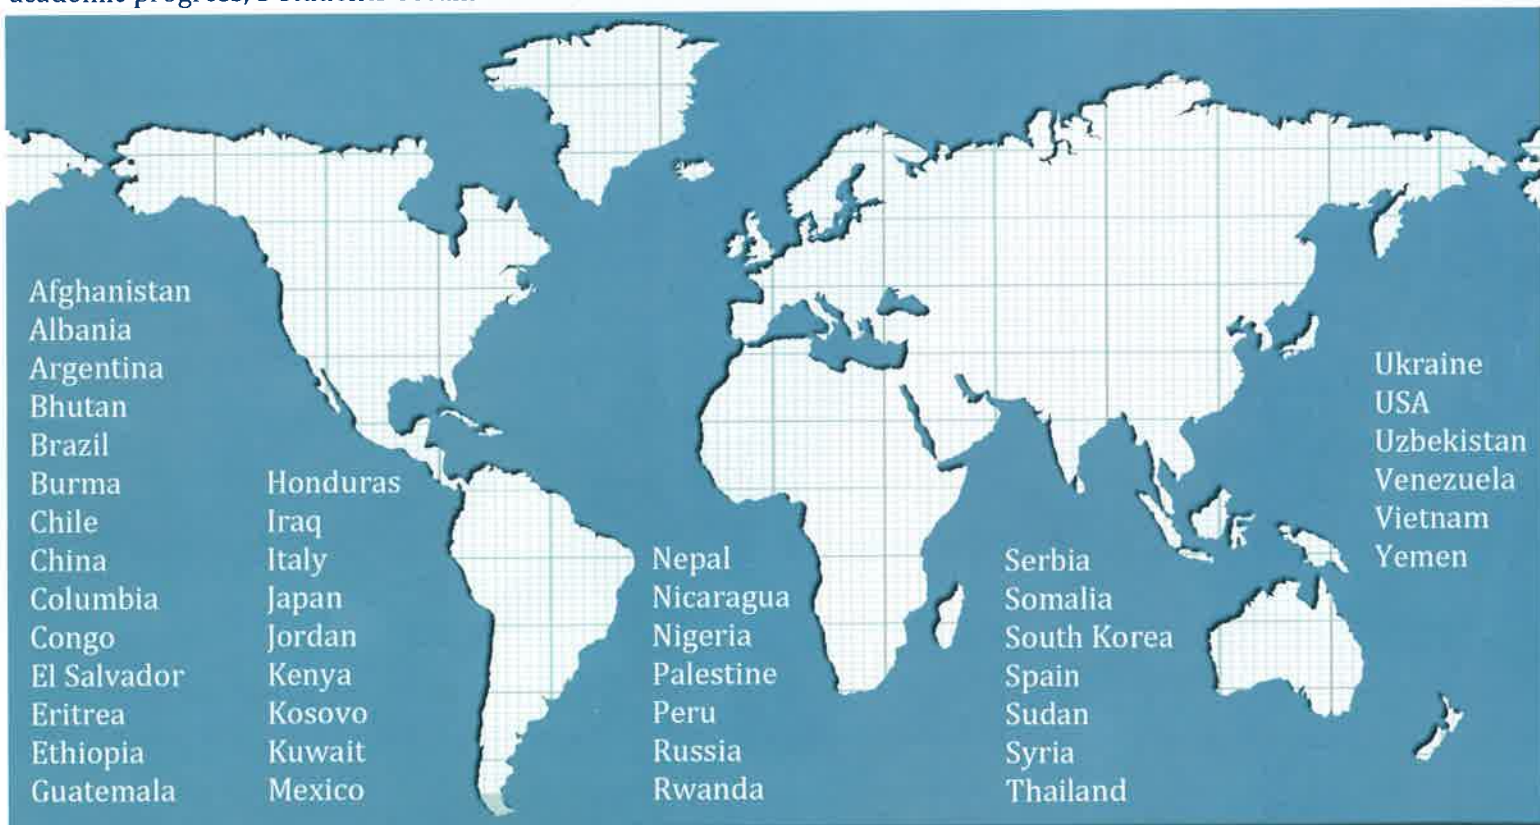 Afghanistan
Albania
Argentina
Bhutan
Brazil
Burma
Chile
China
Columbia
Congo
El Salvador
Eritrea
Ethiopia
Guatemala
Honduras
Iraq
Italy
Japan
Jordan
Kenya
Kosovo
Kuwait
Mexico
Nepal
Nicaragua
Nigeria
Palestine
Peru
Russia
Rwanda
Serbia
Somalia
South Korea
Spain
Sudan
Syria
Thailand
Ukraine
USA
Uzbekistan
Venezuela
Vietnam
Yemen